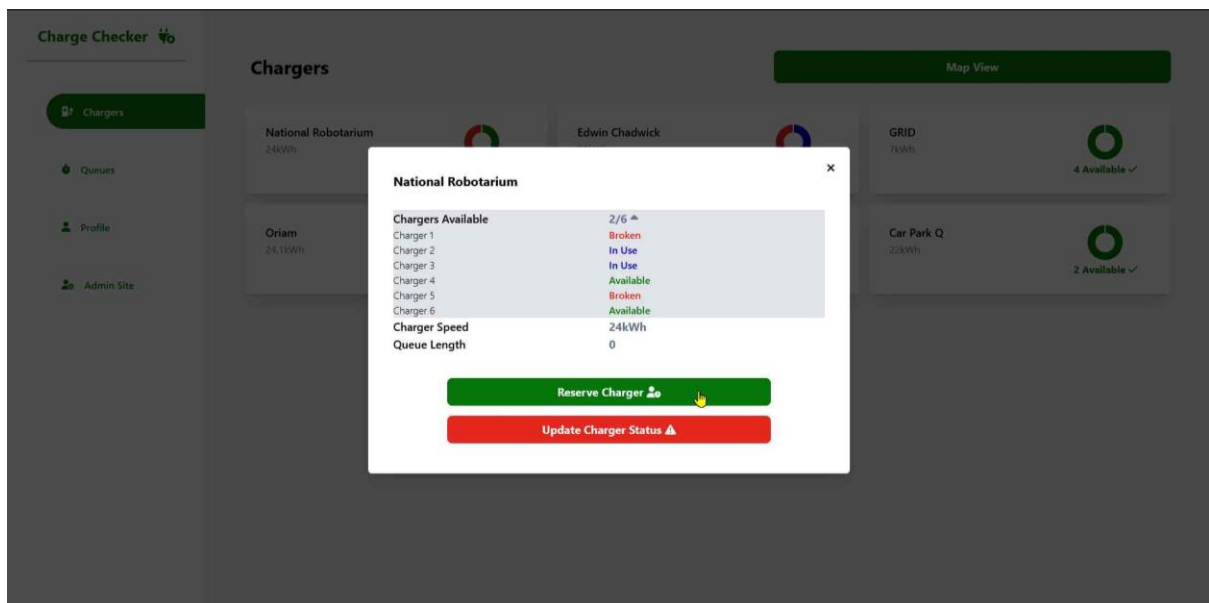 Charge Checker
Chargers
Map View
Chargers
Queues
Profile
Admin Site
National Robotarium
24kWh
Edwin Chadwick
GRID
7kWh
4 Available
Oriam
24.1kWh
Car Park Q
22kWh
2 Available
×
National Robotarium
Chargers Available 2/6
Charger 1 Broken
Charger 2 In Use
Charger 3 In Use
Charger 4 Available
Charger 5 Broken
Charger 6 Available
Charger Speed 24kWh
Queue Length 0
Reserve Charger
Update Charger Status